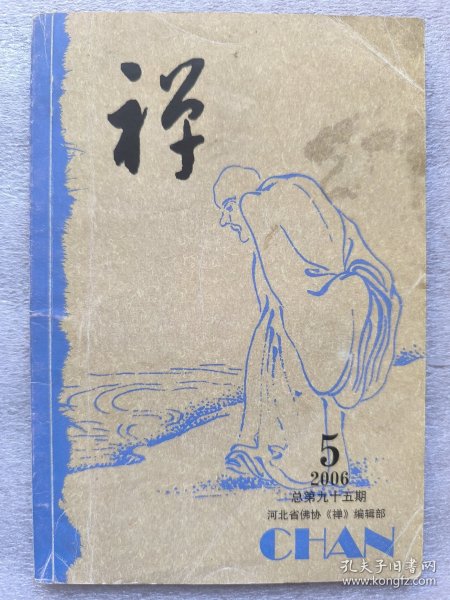 禅
5
2006
总第九十五期
河北省佛协《禅》编辑部
CHAN
孔夫子旧书网
www.kongfz.com